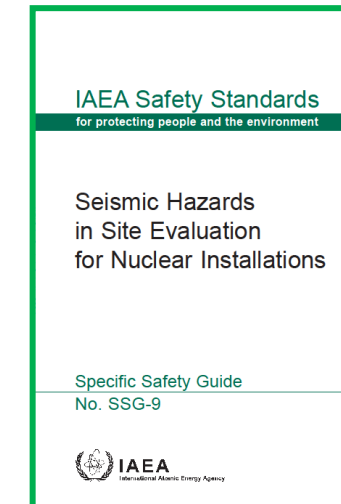 IAEA Safety Standards
for protecting people and the environment
Seismic Hazards
in Site Evaluation
for Nuclear Installations
Specific Safety Guide
No. SSG-9
IAEA
International Atomic Energy Agency